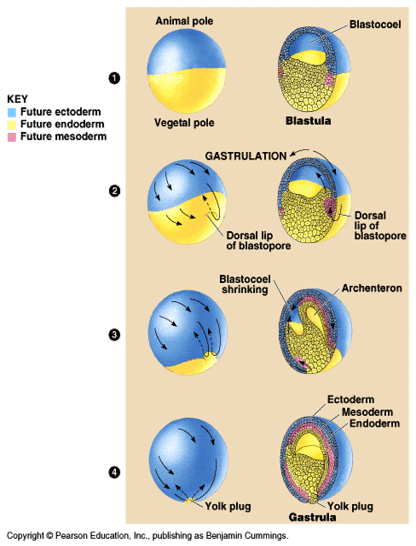 Animal pole
Blastocoel
1
KEY
Future ectoderm
Future endoderm
Future mesoderm
Vegetal pole
Blastula
GASTRULATION
2
Dorsal lip
of blastopore
Dorsal
lip of
blastopore
Blastocoel
shrinking
Archenteron
3
Ectoderm
Mesoderm
Endoderm
4
Yolk plug
Yolk plug
Gastrula
Copyright © Pearson Education, Inc., publishing as Benjamin Cummings.